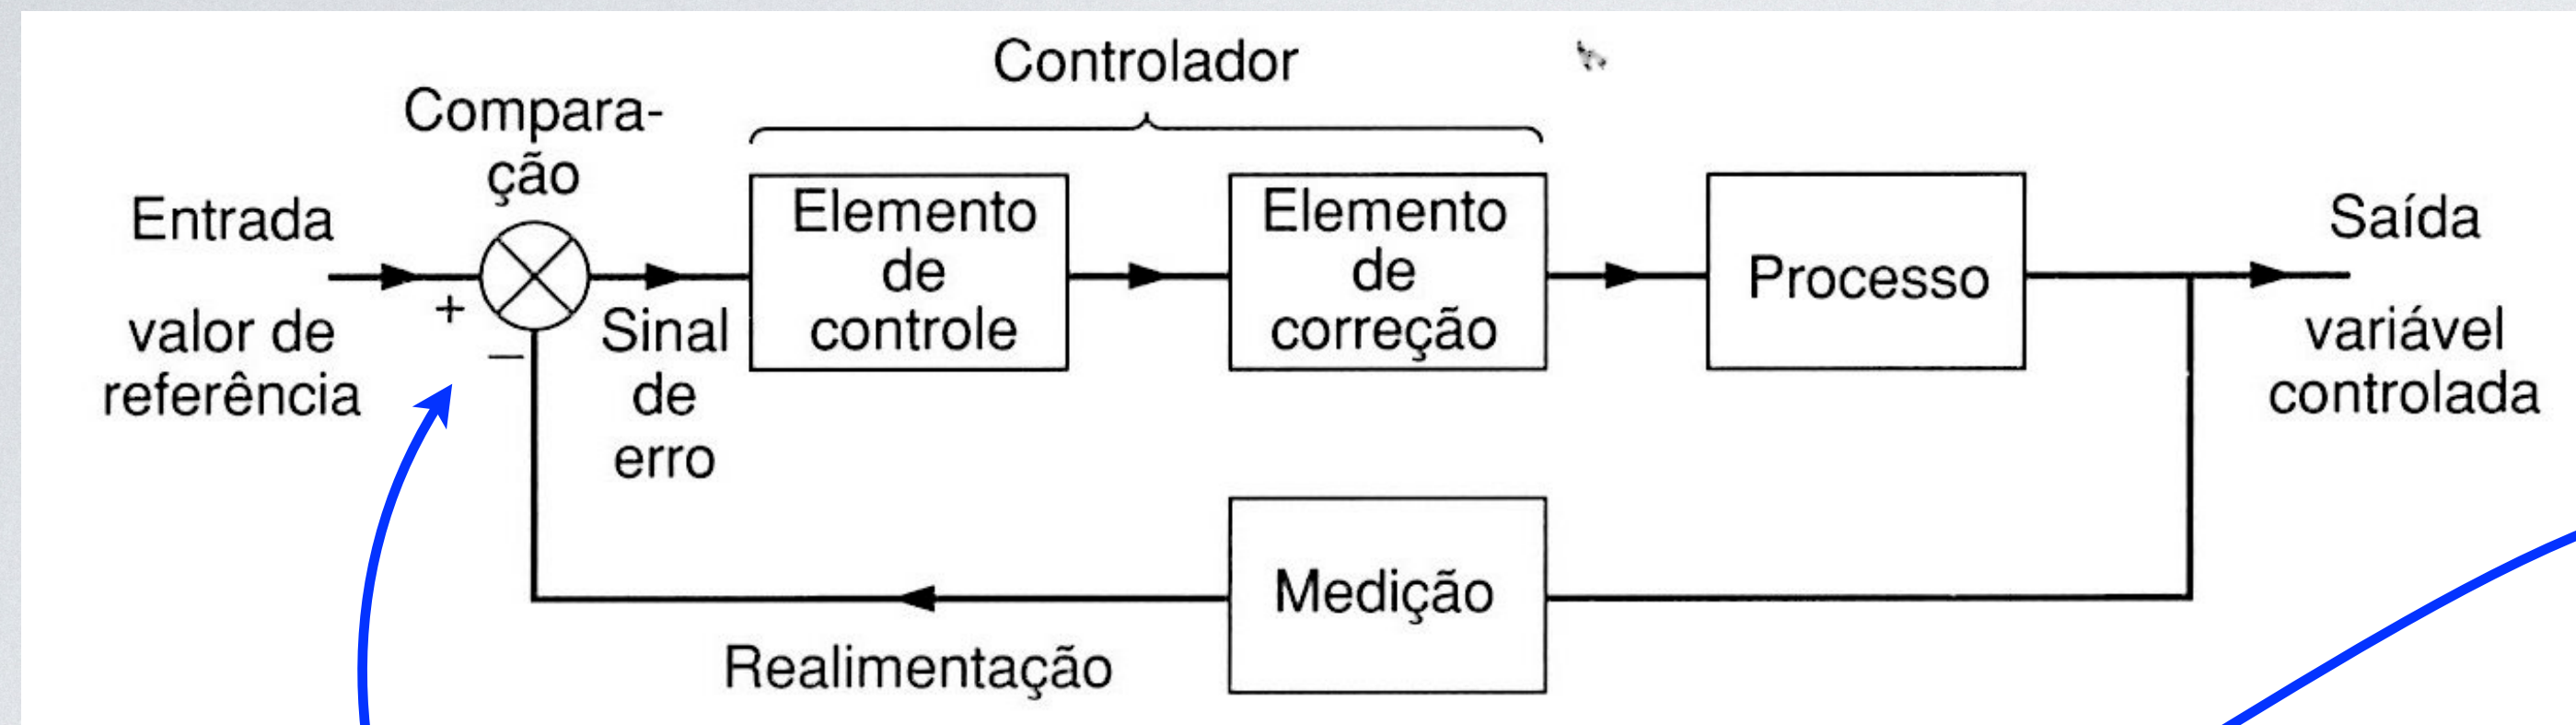 Controlador
Compara-
ção
Entrada
valor de
referência
+
−
Sinal
de
erro
Elemento
de
controle
Elemento
de
correção
Processo
Saída
variável
controlada
Medição
Realimentação